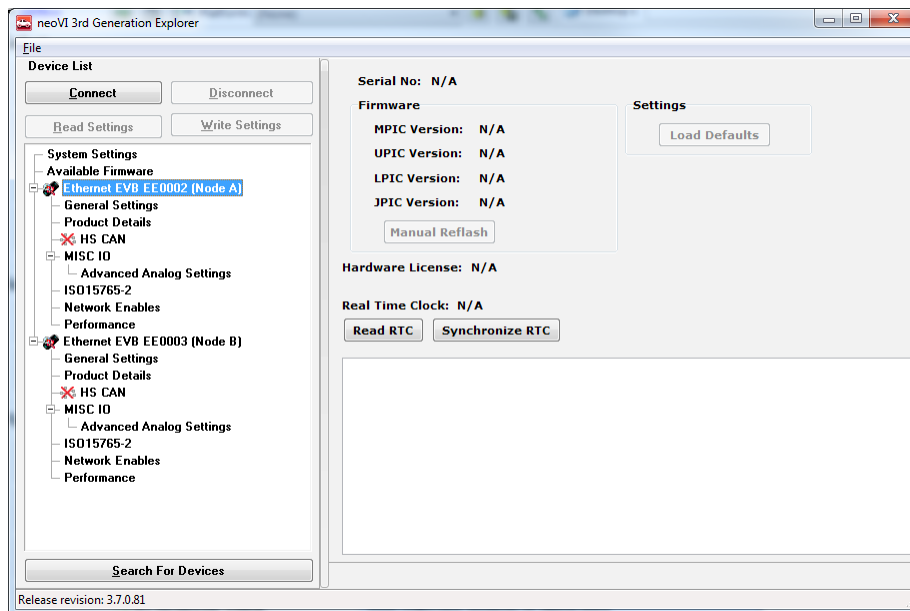 neoVI 3rd Generation Explorer
File
Device List
Connect
Disconnect
Read Settings
Write Settings
System Settings
Available Firmware
Ethernet EVB EE0002 (Node A)
General Settings
Product Details
HS CAN
MISC IO
Advanced Analog Settings
ISO15765-2
Network Enables
Performance
Ethernet EVB EE0003 (Node B)
General Settings
Product Details
HS CAN
MISC IO
Advanced Analog Settings
ISO15765-2
Network Enables
Performance
Search For Devices
Serial No: N/A
Firmware
MPIC Version: N/A
UPIC Version: N/A
LPIC Version: N/A
JPIC Version: N/A
Manual Reflash
Settings
Load Defaults
Hardware License: N/A
Real Time Clock: N/A
Read RTC
Synchronize RTC
Release revision: 3.7.0.81